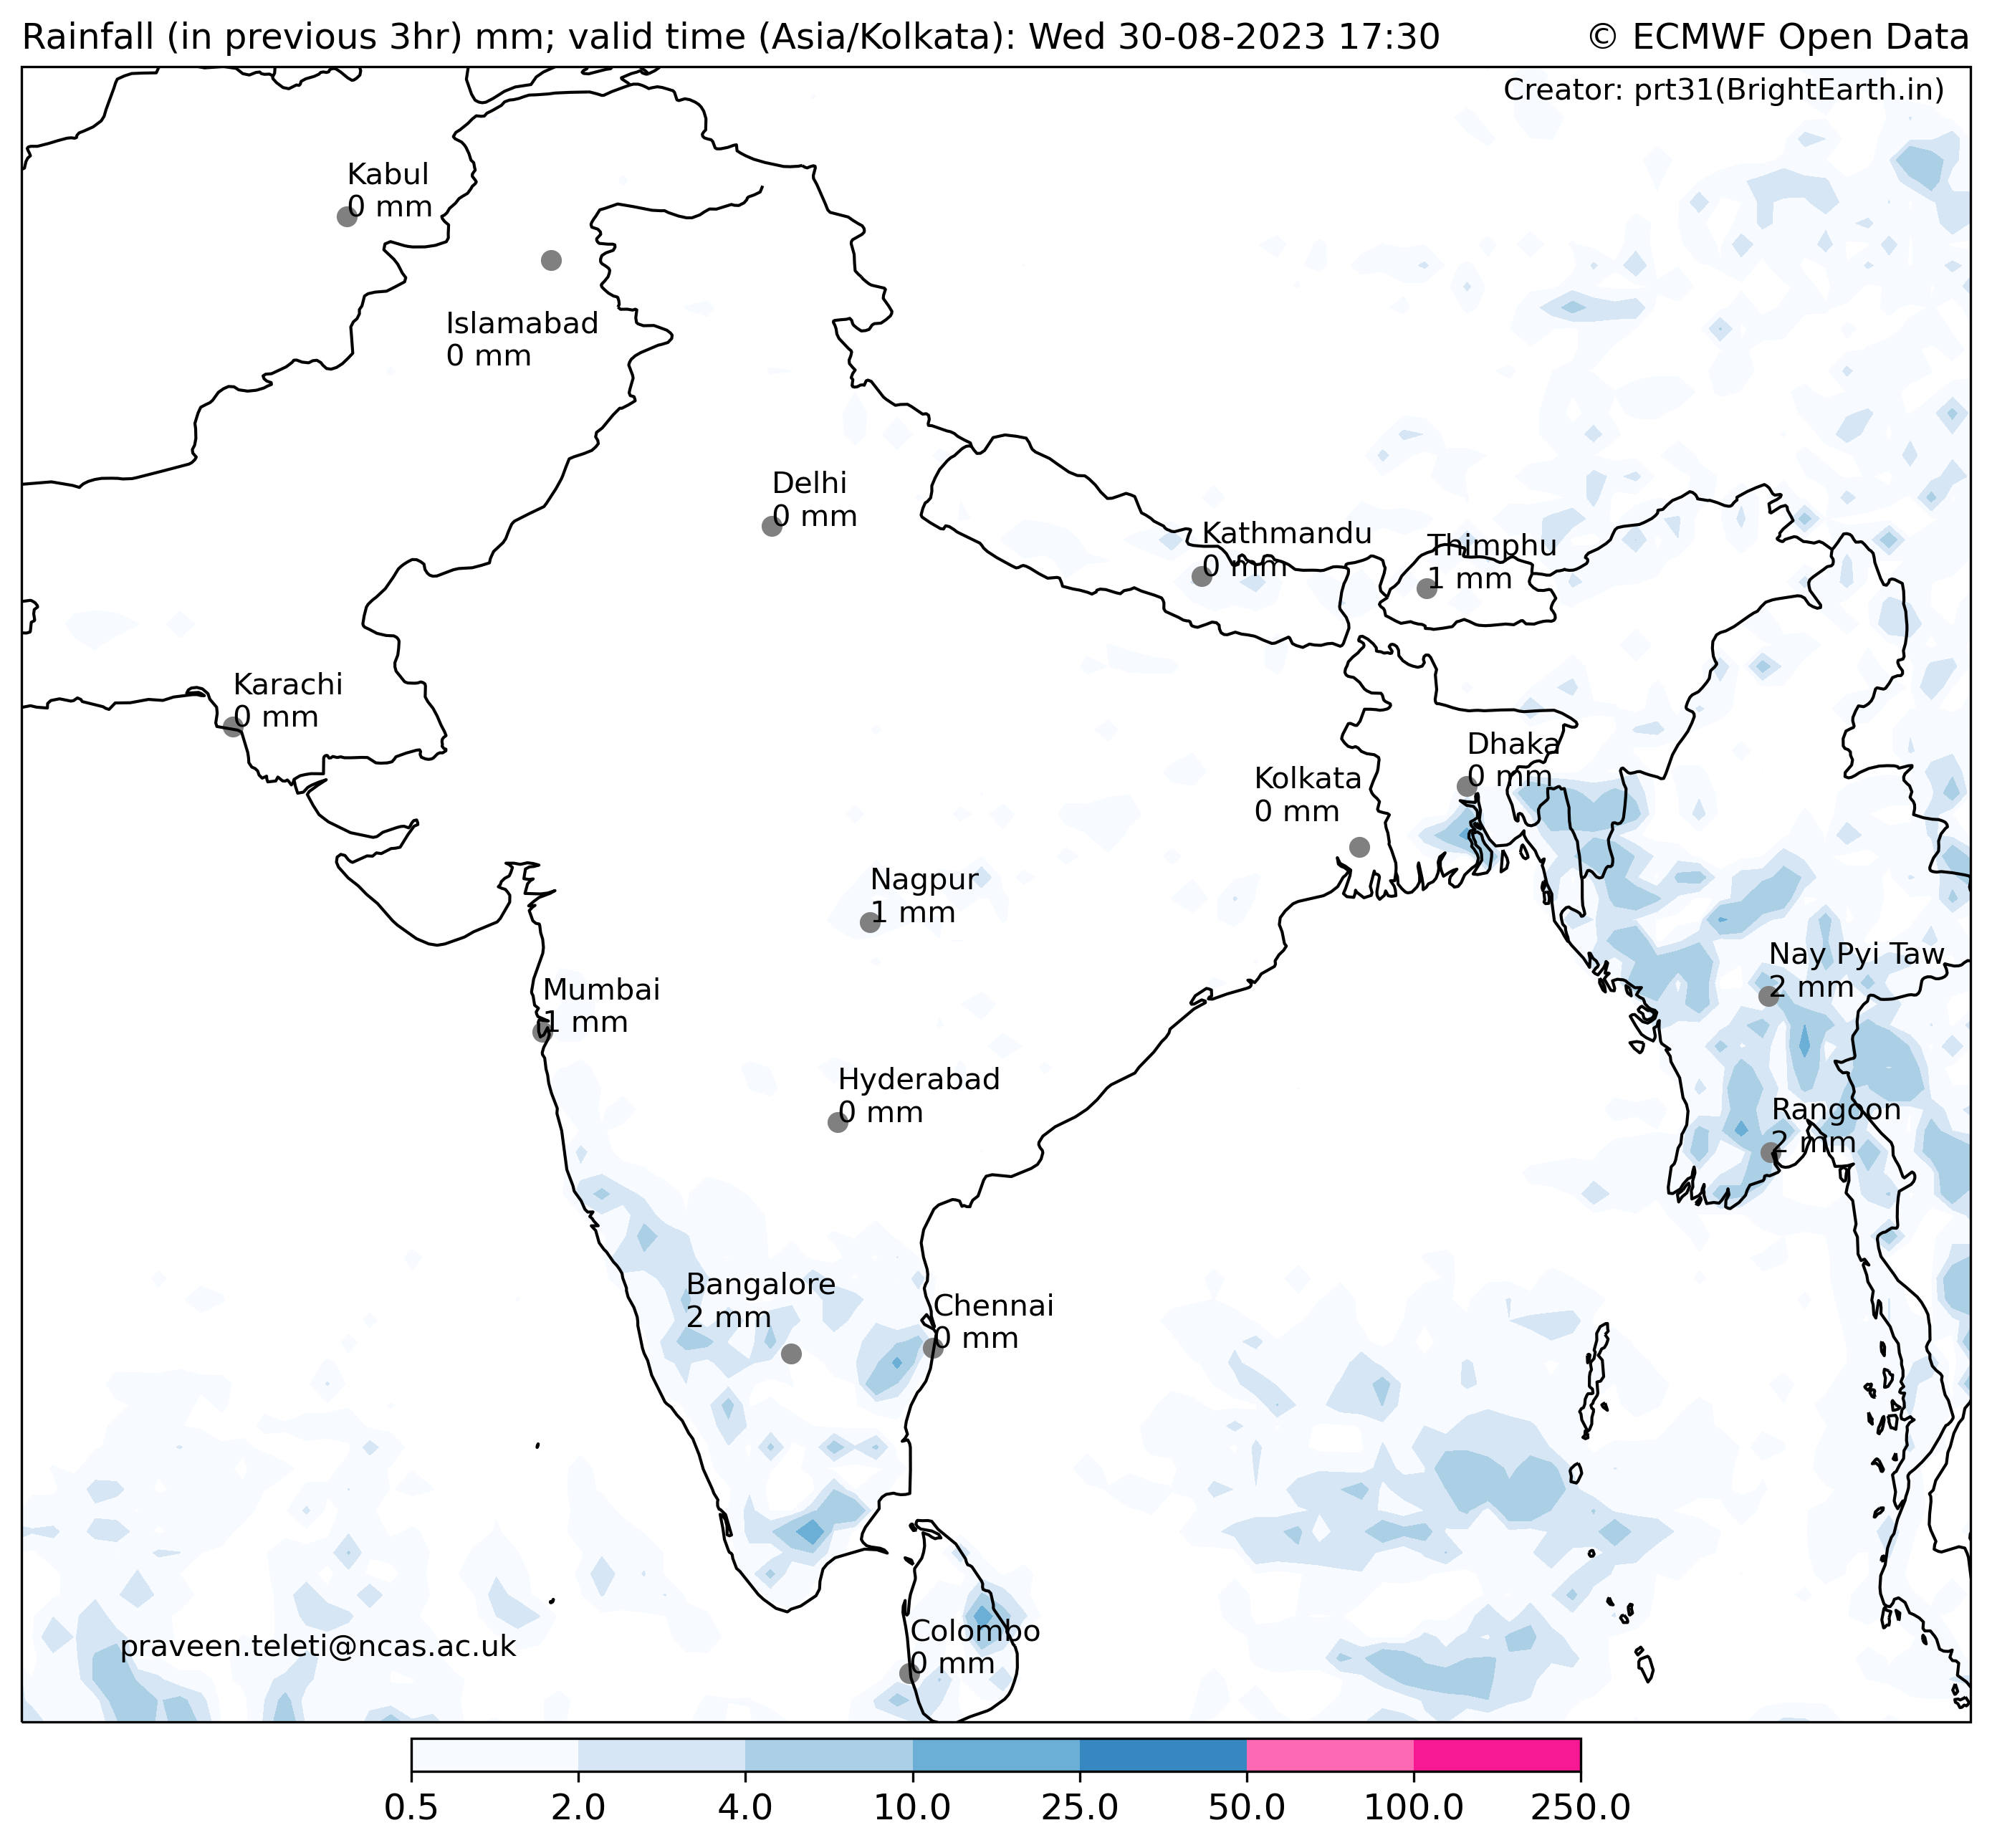 Rainfall (in previous 3hr) mm; valid time (Asia/Kolkata): Wed 30-08-2023 17:30
© ECMWF Open Data
Creator: prt31(BrightEarth.in)
Kabul
0 mm
Islamabad
0 mm
Delhi
0 mm
Kathmandu
0 mm
Thimphu
1 mm
Karachi
0 mm
Dhaka
0 mm
Kolkata
0 mm
Nagpur
1 mm
Nay Pyi Taw
2 mm
Mumbai
1 mm
Hyderabad
0 mm
Rangoon
2 mm
Bangalore
2 mm
Chennai
0 mm
Colombo
0 mm
praveen.teleti@ncas.ac.uk
0.5 2.0 4.0 10.0 25.0 50.0 100.0 250.0